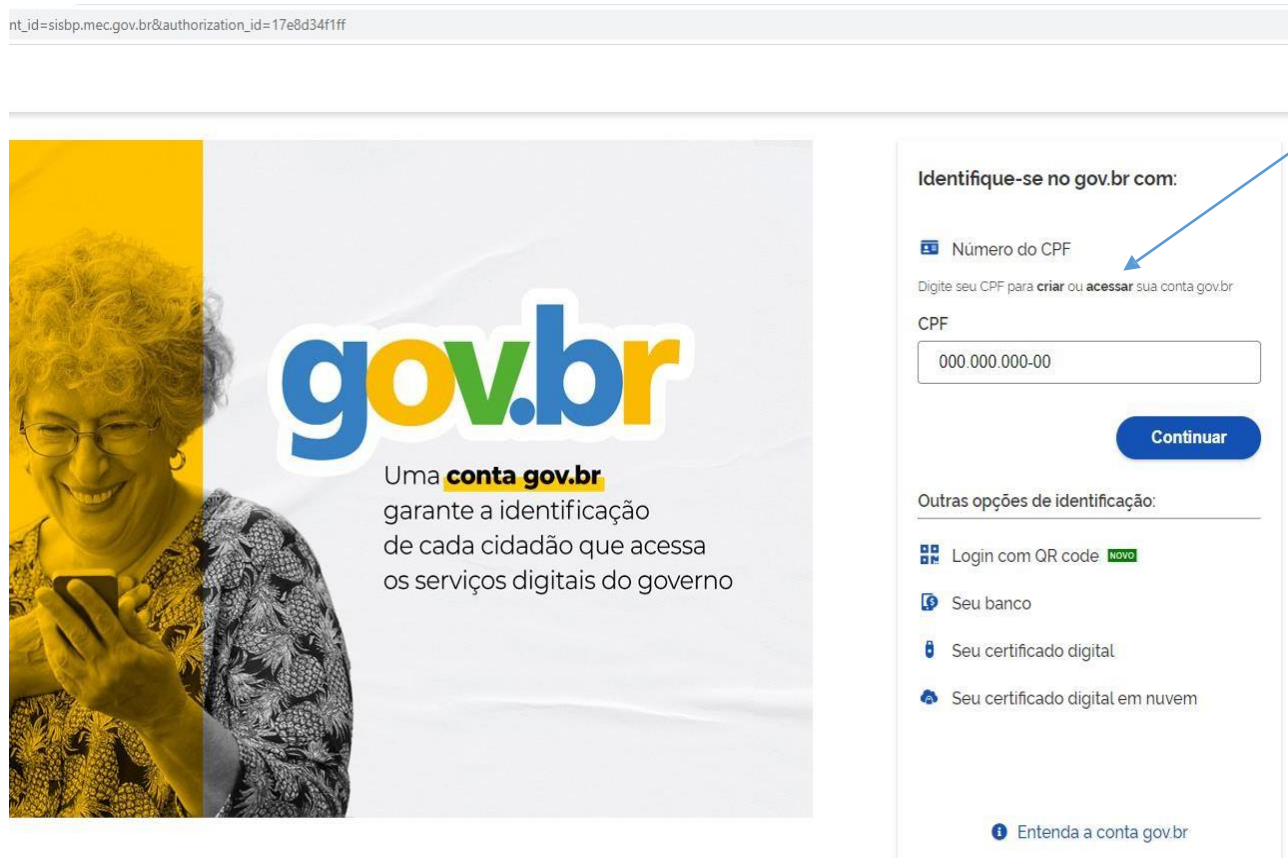 nt_id=sisbp.mec.gov.br&authorization_id=17e8d34f1ff
gov.br
Uma conta gov.br
garante a identificação
de cada cidadão que acessa
os serviços digitais do governo
Identifique-se no gov.br com:
Número do CPF
Digite seu CPF para criar ou acessar sua conta gov.br
CPF
000.000.000-00
Continuar
Outras opções de identificação:
Login com QR code NOVO
Seu banco
Seu certificado digital
Seu certificado digital em nuvem
Entenda a conta gov.br